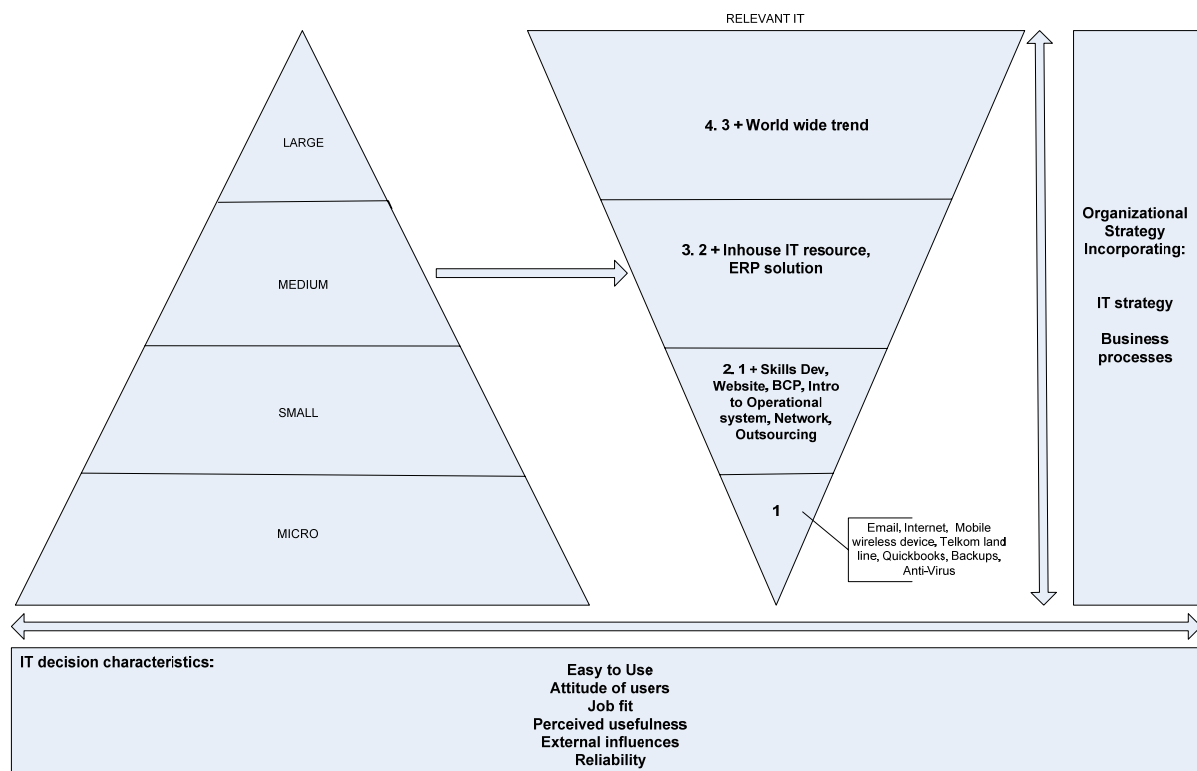 RELEVANT IT
LARGE
MEDIUM
SMALL
MICRO
4. 3 + World wide trend
3. 2 + Inhouse IT resource,
ERP solution
2. 1 + Skills Dev,
Website, BCP, Intro
to Operational
system, Network,
Outsourcing
1
Email, Internet, Mobile
wireless device, Telkom land
line, Quickbooks, Backups,
Anti-Virus
Organizational
Strategy
Incorporating:
IT strategy
Business
processes
IT decision characteristics:
Easy to Use
Attitude of users
Job fit
Perceived usefulness
External influences
Reliability